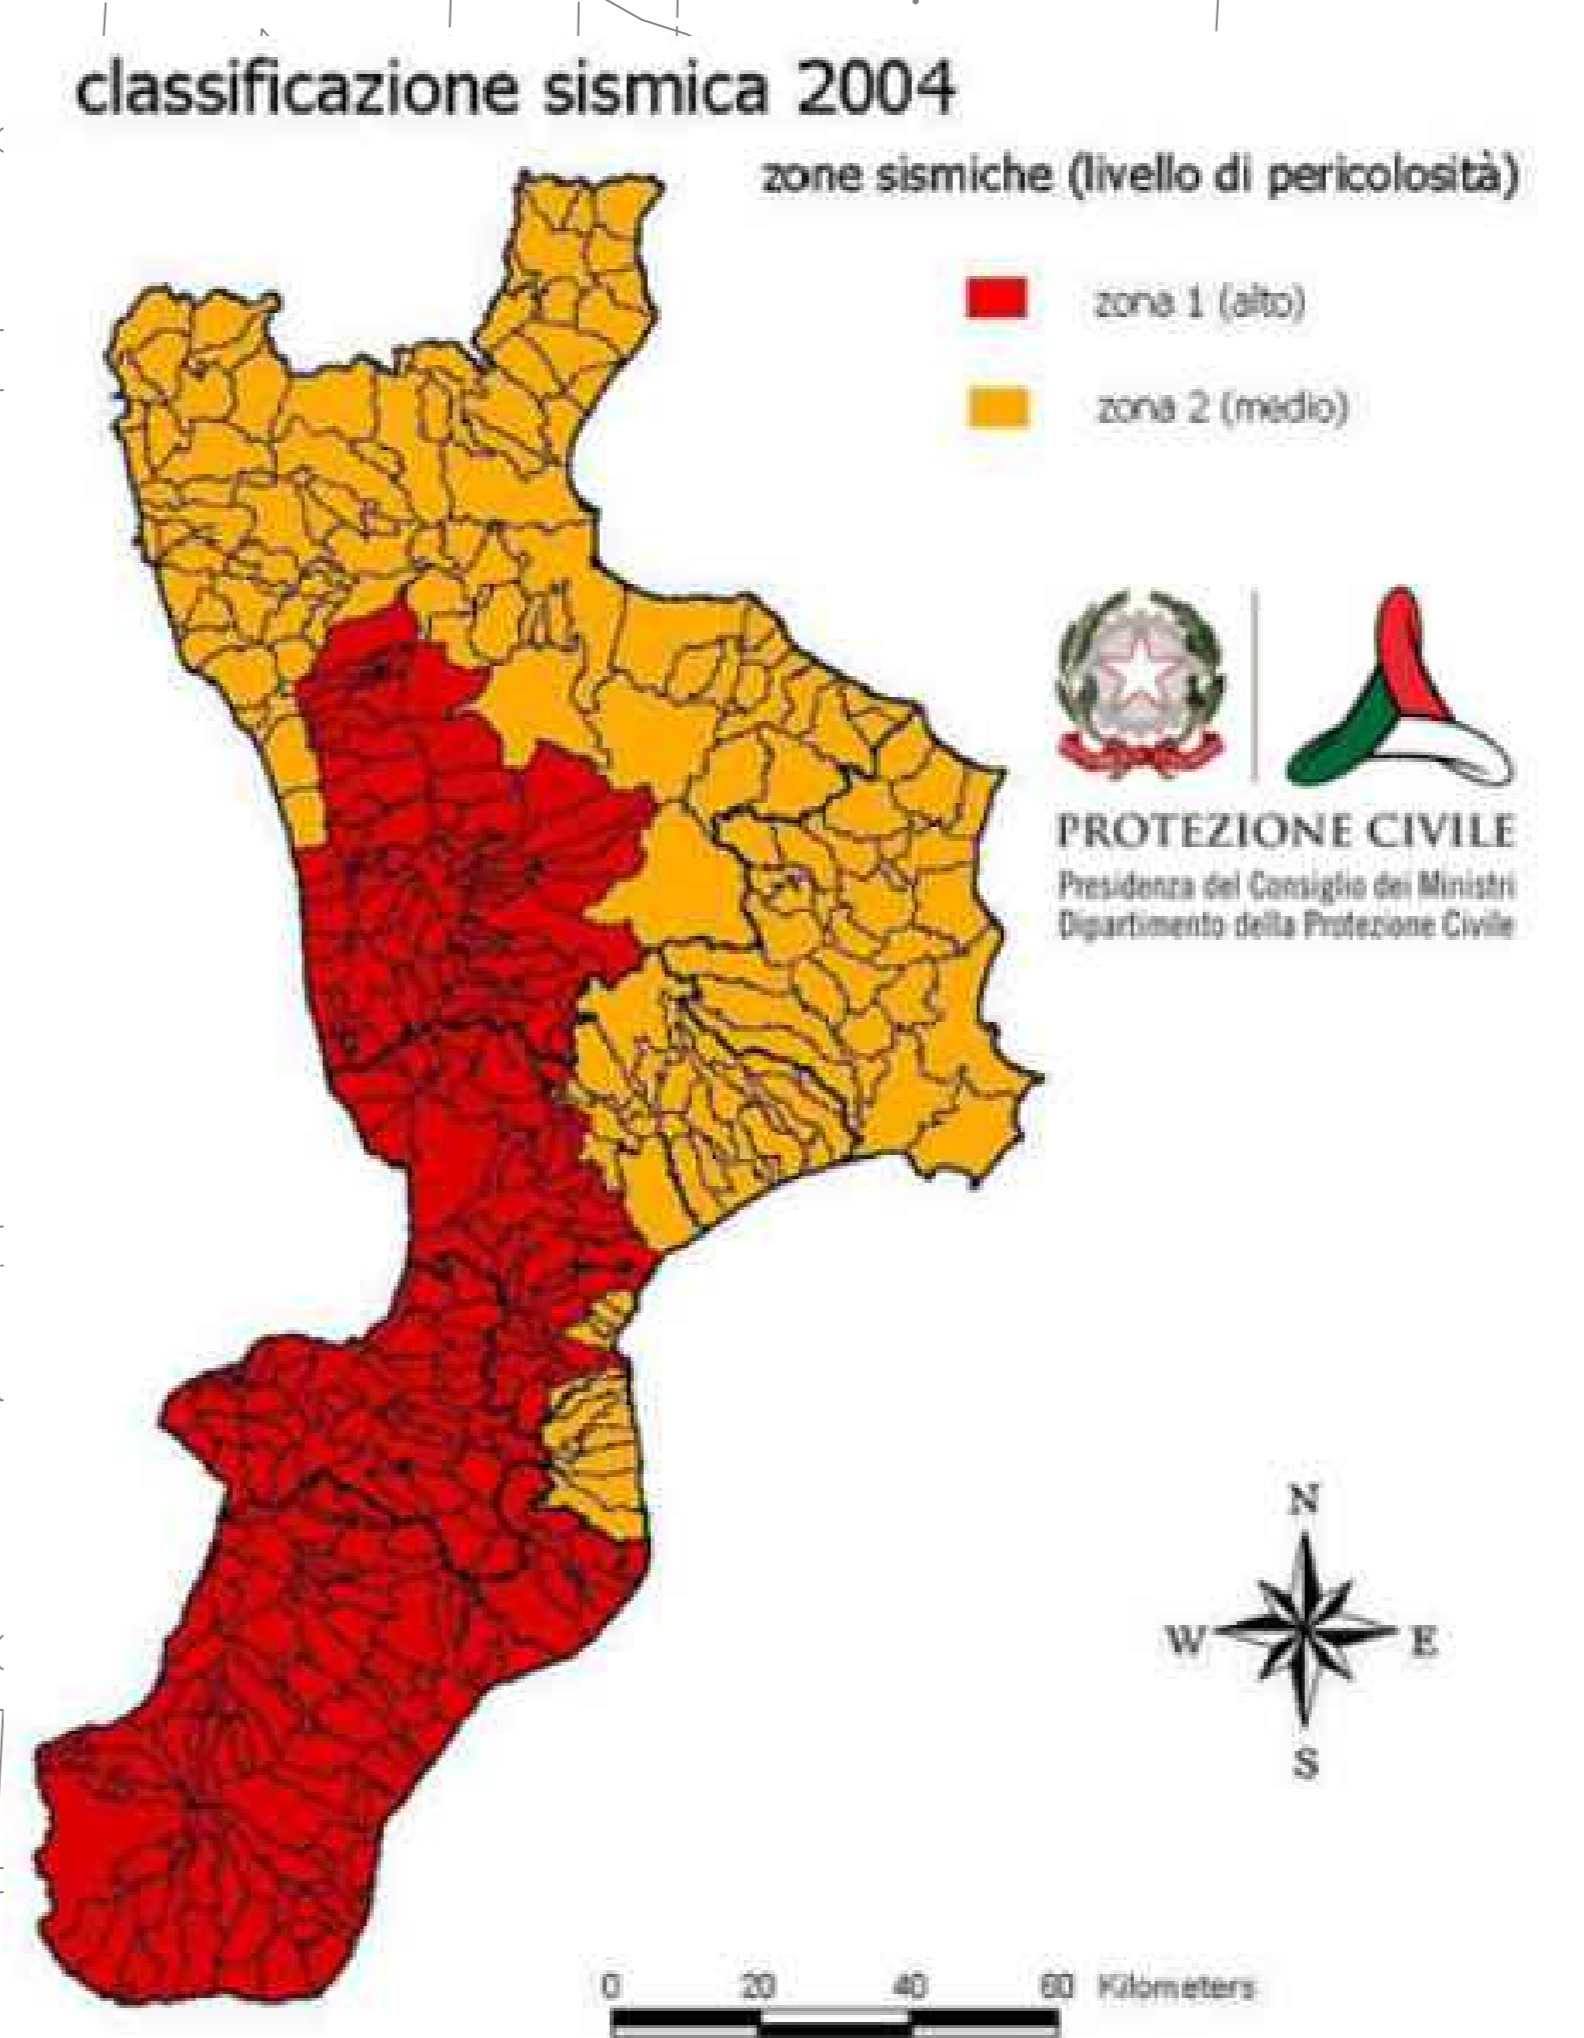 classificazione sismica 2004
zone sismiche (livello di pericolosità)
zona 1 (alto)
zona 2 (medio)
PROTEZIONE CIVILE
Presidenza del Consiglio dei Ministri
Dipartimento della Protezione Civile
N
W E
S
0 20 40 60 Kilometers